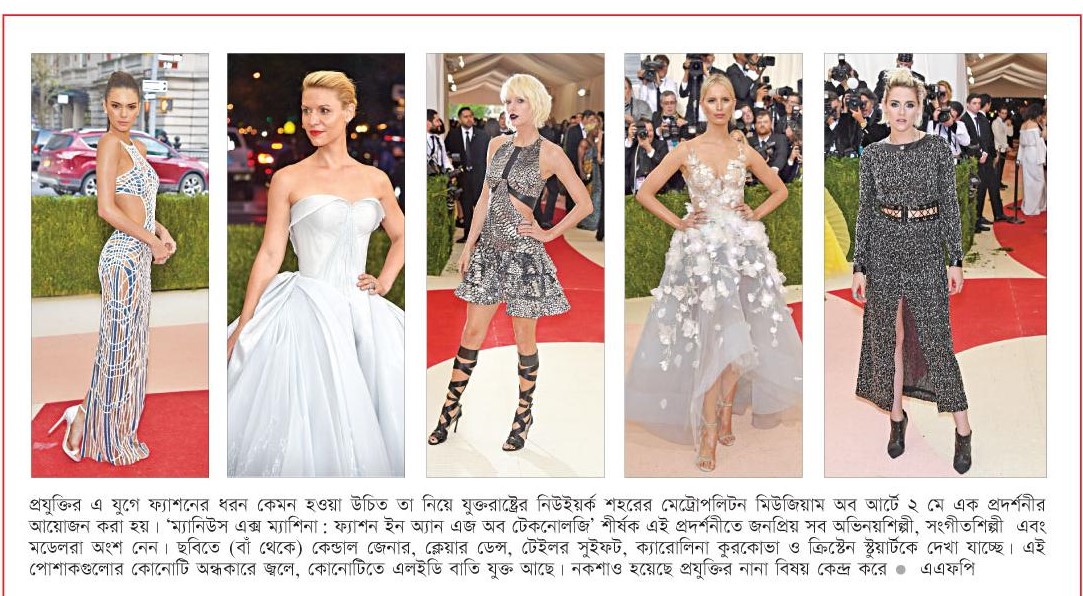 প্রযুক্তির এ যুগে ফ্যাশনের ধরন কেমন হওয়া উচিত তা নিয়ে যুক্তরাষ্ট্রের নিউইয়র্ক শহরের মেট্রোপলিটন মিউজিয়াম অব আর্টে ২ মে এক প্রদর্শনীর
আয়োজন করা হয়। ‘ম্যানিউস এক্স ম্যাশিনা : ফ্যাশন ইন অ্যান এজ অব টেকনোলজি’ শীর্ষক এই প্রদর্শনীতে জনপ্রিয় সব অভিনয়শিল্পী, সংগীতশিল্পী এবং
মডেলরা অংশ নেন। ছবিতে (বাঁ থেকে) কেন্ডাল জেনার, ক্লেয়ার ডেন্স, টেইলর সুইফট, ক্যারোলিনা কুরকোভা ও ক্রিস্টেন স্টুয়ার্টকে দেখা যাচ্ছে। এই
পোশাকগুলোর কোনোটি অন্ধকারে জ্বলে, কোনোটিতে এলইডি বাতি যুক্ত আছে। নকশাও হয়েছে প্রযুক্তির নানা বিষয় কেন্দ্র করে ● এএফপি